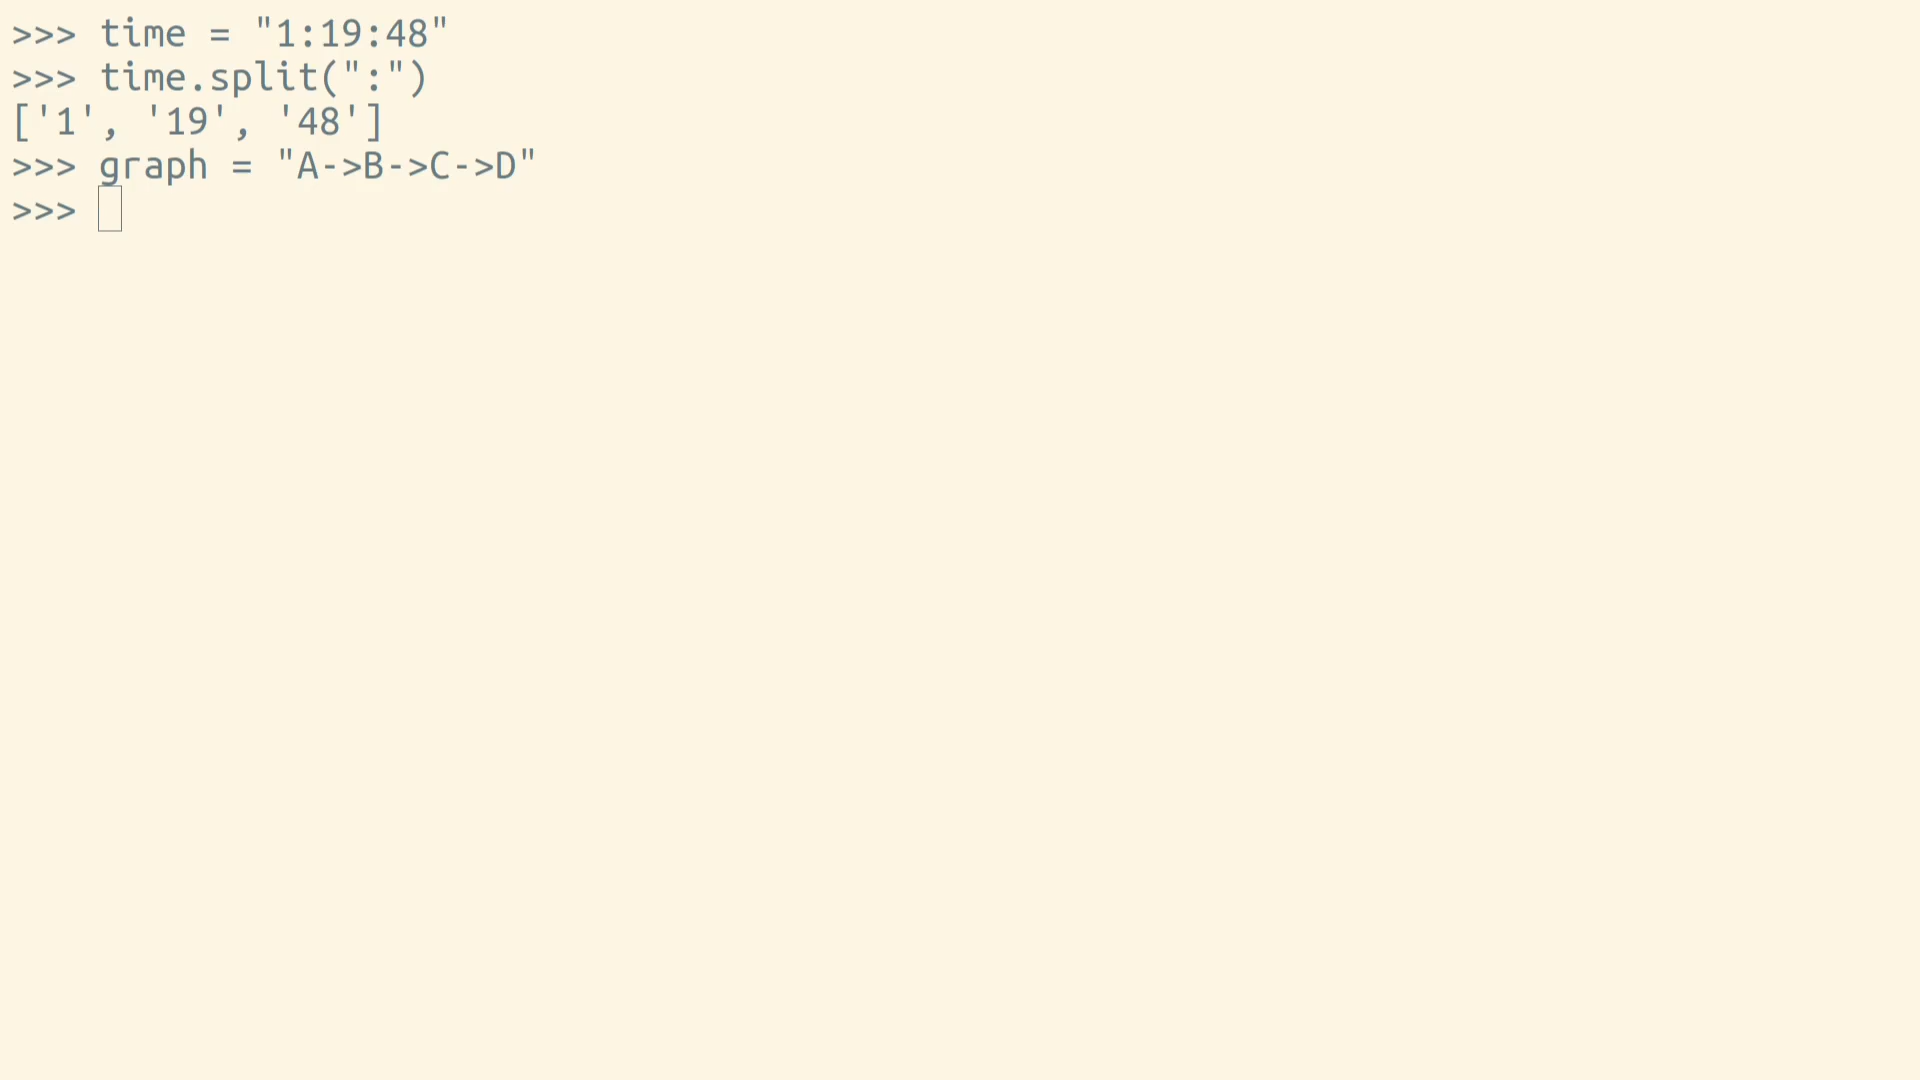 >>> time = "1:19:48"
>>> time.split(":")
['1', '19', '48']
>>> graph = "A->B->C->D"
>>>